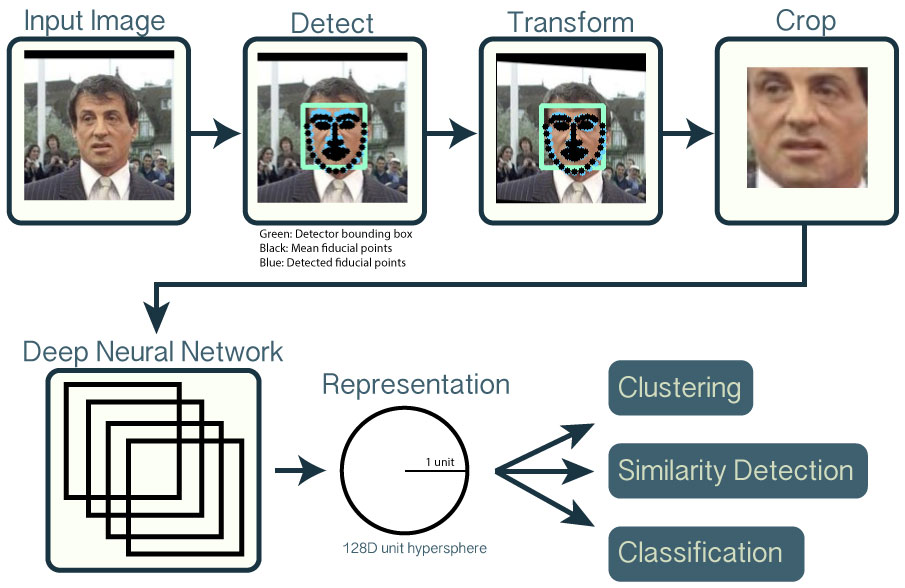 Input Image
Detect
Transform
Crop
Green: Detector bounding box
Black: Mean fiducial points
Blue: Detected fiducial points
Deep Neural Network
Representation
1 unit
128D unit hypersphere
Clustering
Similarity Detection
Classification